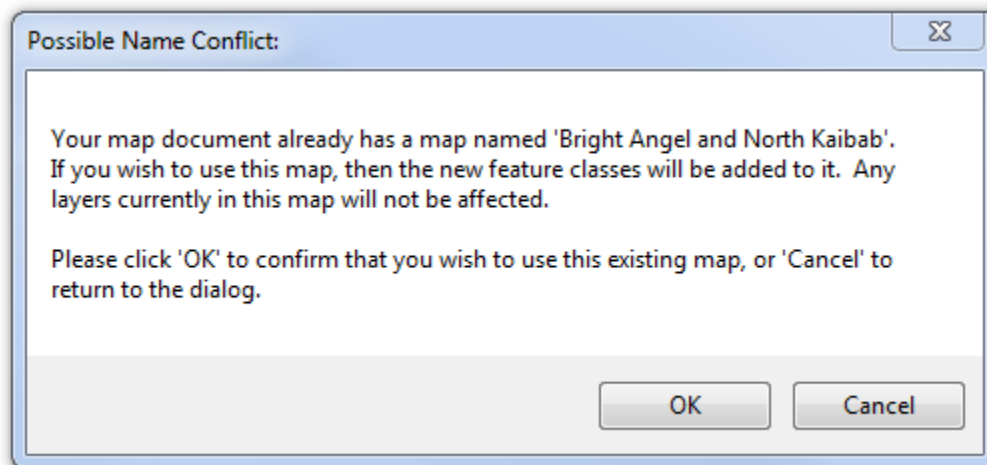 Possible Name Conflict:
Your map document already has a map named 'Bright Angel and North Kaibab'.
If you wish to use this map, then the new feature classes will be added to it.  Any
layers currently in this map will not be affected.
Please click 'OK' to confirm that you wish to use this existing map, or 'Cancel' to
return to the dialog.
OK
Cancel